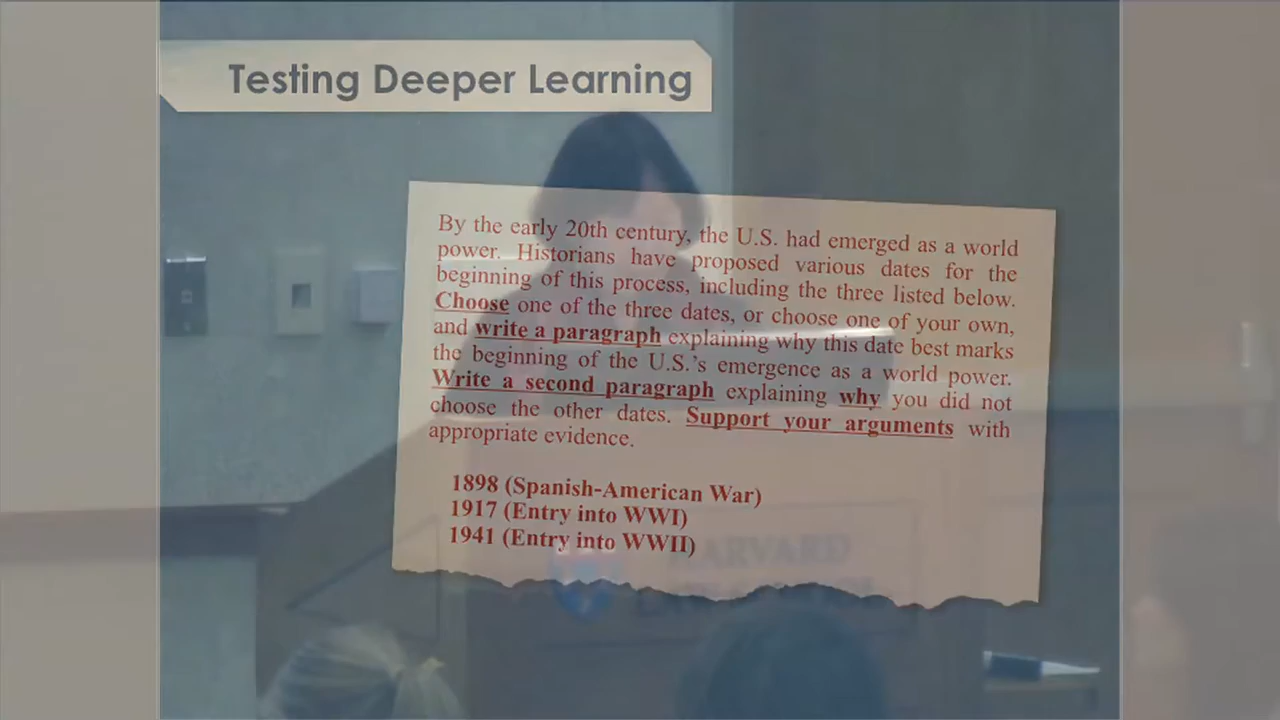 Testing Deeper Learning
By the early 20th century, the U.S. had emerged as a world
power. Historians have proposed various dates for the
beginning of this process, including the three listed below.
Choose one of the three dates, or choose one of your own,
and write a paragraph explaining why this date best marks
the beginning of the U.S.'s emergence as a world power.
Write a second paragraph explaining why you did not
choose the other dates. Support your arguments with
appropriate evidence.
1898 (Spanish-American War)
1917 (Entry into WWI)
1941 (Entry into WWII)
HARVARD